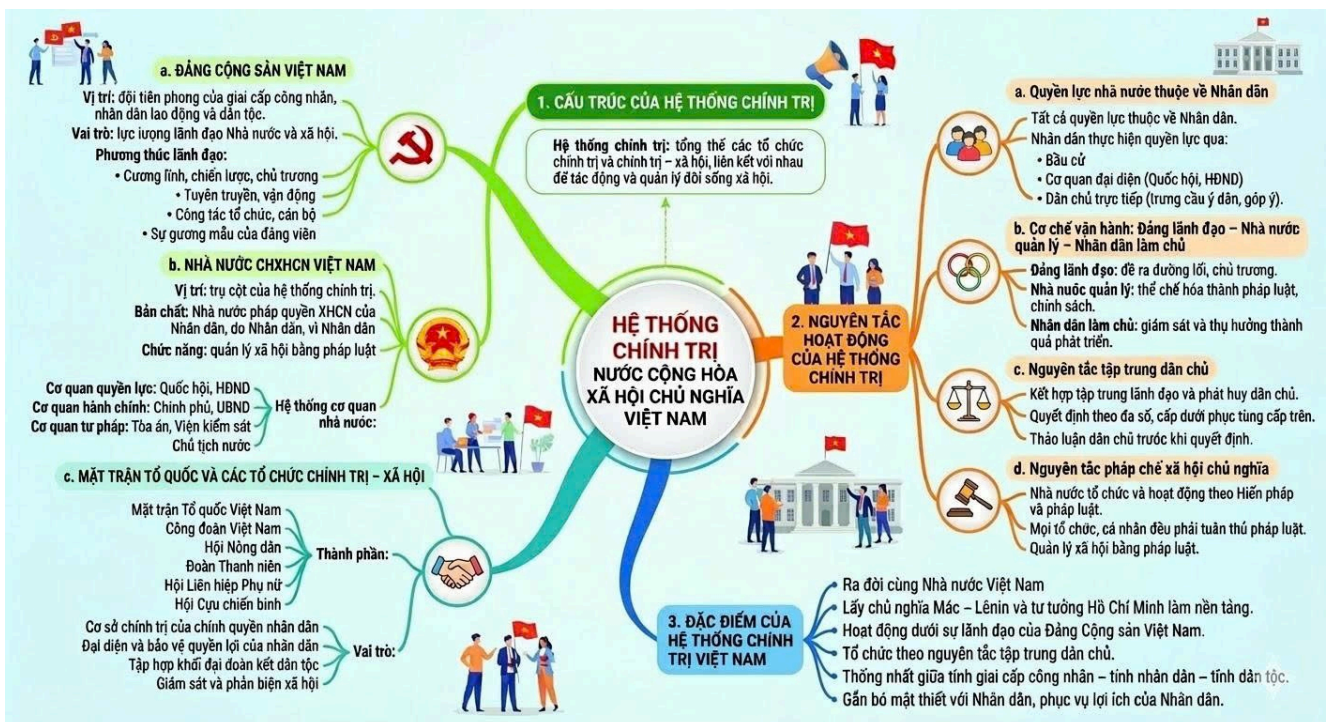 HỆ THỐNG
CHÍNH TRỊ
NƯỚC CỘNG HÒA
XÃ HỘI CHỦ NGHĨA
VIỆT NAM
1. CẤU TRÚC CỦA HỆ THỐNG CHÍNH TRỊ
Hệ thống chính trị: tổng thể các tổ chức
chính trị và chính trị – xã hội, liên kết với nhau
để tác động và quản lý đời sống xã hội.
a. ĐẢNG CỘNG SẢN VIỆT NAM
Vị trí: đội tiên phong của giai cấp công nhân,
nhân dân lao động và dân tộc.
Vai trò: lực lượng lãnh đạo Nhà nước và xã hội.
Phương thức lãnh đạo:
• Cương lĩnh, chiến lược, chủ trương
• Tuyên truyền, vận động
• Công tác tổ chức, cán bộ
• Sự gương mẫu của đảng viên
b. NHÀ NƯỚC CHXHCN VIỆT NAM
Vị trí: trụ cột của hệ thống chính trị.
Bản chất: Nhà nước pháp quyền XHCN của
Nhân dân, do Nhân dân, vì Nhân dân
Chức năng: quản lý xã hội bằng pháp luật
Hệ thống cơ quan
nhà nước:
Cơ quan quyền lực: Quốc hội, HĐND
Cơ quan hành chính: Chính phủ, UBND
Cơ quan tư pháp: Tòa án, Viện kiểm sát
Chủ tịch nước
c. MẶT TRẬN TỔ QUỐC VÀ CÁC TỔ CHỨC CHÍNH TRỊ – XÃ HỘI
Thành phần:
Mặt trận Tổ quốc Việt Nam
Công đoàn Việt Nam
Hội Nông dân
Đoàn Thanh niên
Hội Liên hiệp Phụ nữ
Hội Cựu chiến binh
Vai trò:
Cơ sở chính trị của chính quyền nhân dân
Đại diện và bảo vệ quyền lợi của nhân dân
Tập hợp khối đại đoàn kết dân tộc
Giám sát và phản biện xã hội
2. NGUYÊN TẮC
HOẠT ĐỘNG
CỦA HỆ THỐNG
CHÍNH TRỊ
a. Quyền lực nhà nước thuộc về Nhân dân
Tất cả quyền lực thuộc về Nhân dân.
Nhân dân thực hiện quyền lực qua:
• Bầu cử
• Cơ quan đại diện (Quốc hội, HĐND)
• Dân chủ trực tiếp (trưng cầu ý dân, góp ý).
b. Cơ chế vận hành: Đảng lãnh đạo – Nhà nước
quản lý – Nhân dân làm chủ
Đảng lãnh đạo: đề ra đường lối, chủ trương.
Nhà nước quản lý: thể chế hóa thành pháp luật,
chính sách.
Nhân dân làm chủ: giám sát và thụ hưởng thành
quả phát triển.
c. Nguyên tắc tập trung dân chủ
Kết hợp tập trung lãnh đạo và phát huy dân chủ.
Quyết định theo đa số, cấp dưới phục tùng cấp trên.
Thảo luận dân chủ trước khi quyết định.
d. Nguyên tắc pháp chế xã hội chủ nghĩa
Nhà nước tổ chức và hoạt động theo Hiến pháp
và pháp luật.
Mọi tổ chức, cá nhân đều phải tuân thủ pháp luật.
Quản lý xã hội bằng pháp luật.
3. ĐẶC ĐIỂM CỦA
HỆ THỐNG CHÍNH
TRỊ VIỆT NAM
Ra đời cùng Nhà nước Việt Nam
Lấy chủ nghĩa Mác – Lênin và tư tưởng Hồ Chí Minh làm nền tảng.
Hoạt động dưới sự lãnh đạo của Đảng Cộng sản Việt Nam.
Tổ chức theo nguyên tắc tập trung dân chủ.
Thống nhất giữa tính giai cấp công nhân – tính nhân dân – tính dân tộc.
Gắn bó mật thiết với Nhân dân, phục vụ lợi ích của Nhân dân.